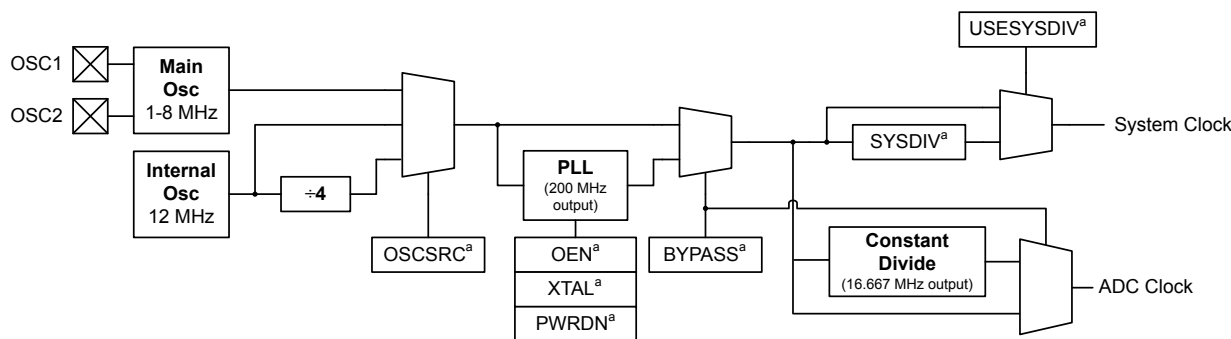 USESYSDIVᵃ
OSC1
Main
Osc
1-8 MHz
OSC2
System Clock
SYSDIVᵃ
Internal
Osc
12 MHz
÷4
PLL
(200 MHz
output)
OSCSRCᵃ
OENᵃ
XTALᵃ
PWRDNᵃ
BYPASSᵃ
Constant
Divide
(16.667 MHz output)
ADC Clock